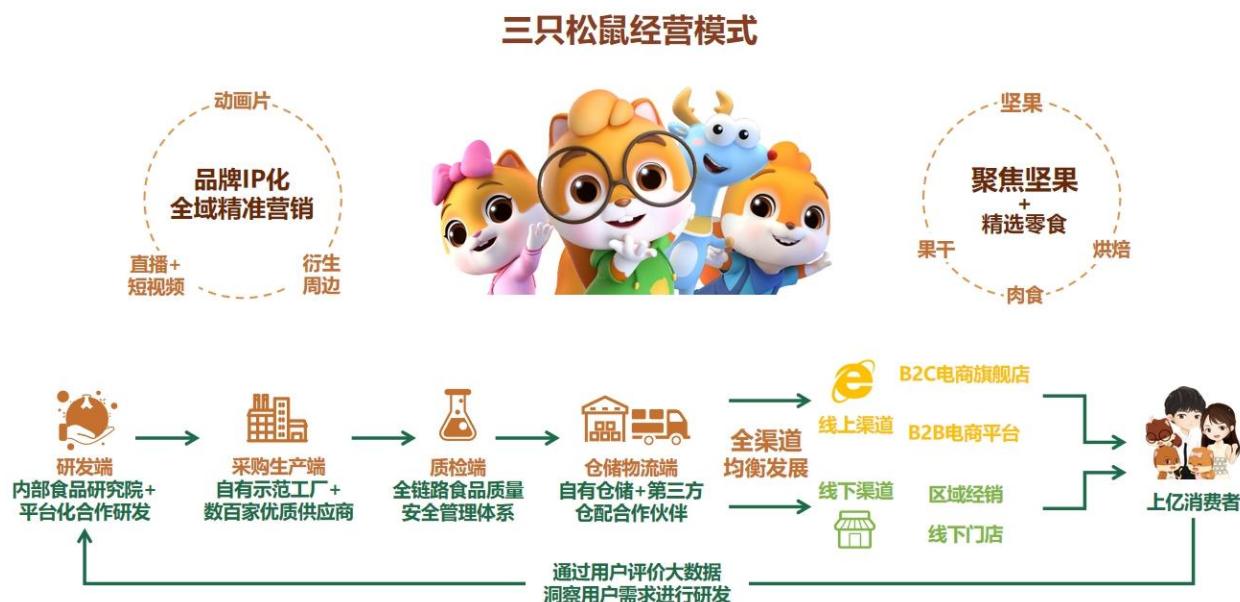 三只松鼠经营模式
动画片
品牌IP化
全域精准营销
直播+
短视频
衍生
周边
坚果
聚焦坚果
+
精选零食
果干
烘焙
肉食
研发端
内部食品研究院+
平台化合作研发
采购生产端
自有示范工厂+
数百家优质供应商
质检端
全链路食品质量
安全管理体系
仓储物流端
自有仓储+第三方
仓配合作伙伴
全渠道
均衡发展
线上渠道
B2C电商旗舰店
B2B电商平台
线下渠道
区域经销
线下门店
上亿消费者
通过用户评价大数据
洞察用户需求进行研发